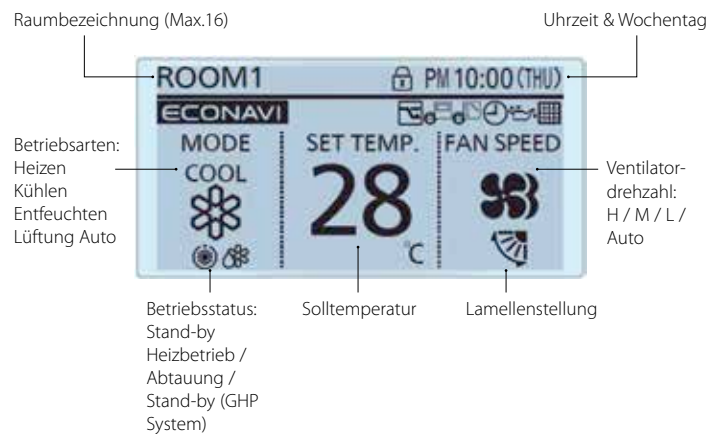 Raumbezeichnung (Max.16)
Uhrzeit & Wochentag
ROOM1 PM 10:00 (THU)
ECONAVI
MODE
COOL
SET TEMP.
28
°C
FAN SPEED
Betriebsarten:
Heizen
Kühlen
Entfeuchten
Lüftung Auto
Ventilator-
drehzahl:
H / M / L /
Auto
Betriebsstatus:
Stand-by
Heizbetrieb /
Abtauung /
Stand-by (GHP
System)
Solltemperatur
Lamellenstellung